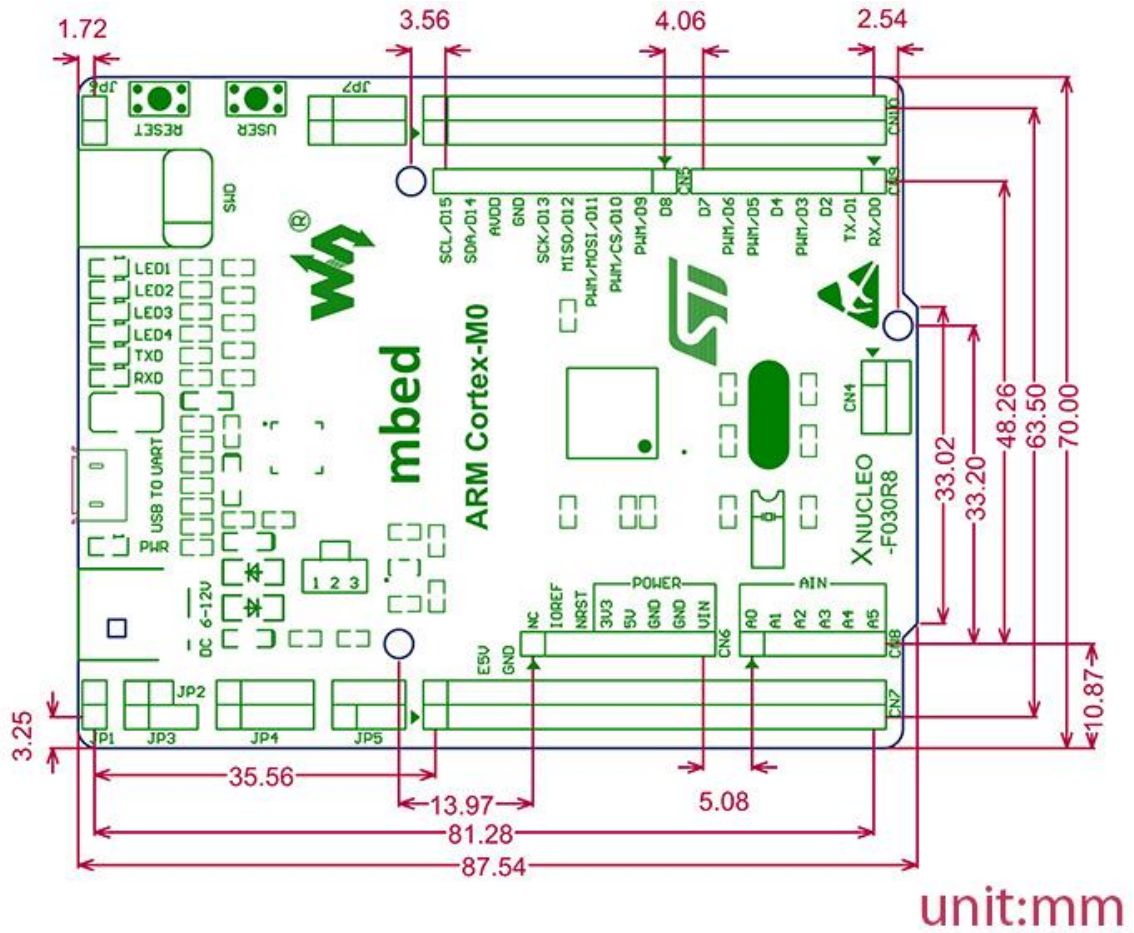 1.72
3.56
4.06
2.54
JP6
RESET
USER
JP7
CN10
SWD
CN5
CN9
SCL/D15
SDA/D14
AVDD
GND
SCK/D13
MISO/D12
PWM/MOSI/D11
PWM/CS/D10
PWM/D9
D8
D7
PWM/D6
PWM/D5
D4
PWM/D3
D2
TX/D1
RX/D0
®
LED1
LED2
LED3
LED4
TXD
RXD
mbed
ARM Cortex-M0
ST
CN4
USB TO UART
PWR
XNUCLEO
-F030R8
1 2 3
DC 6-12V
POWER
AIN
NC
IOREF
NRST
3V3
5V
GND
GND
VIN
A0
A1
A2
A3
A4
A5
CN6
CN8
E5V
GND
CN7
JP1
JP2
JP3
JP4
JP5
33.02
33.20
48.26
63.50
70.00
10.87
3.25
35.56
13.97
5.08
81.28
87.54
unit:mm